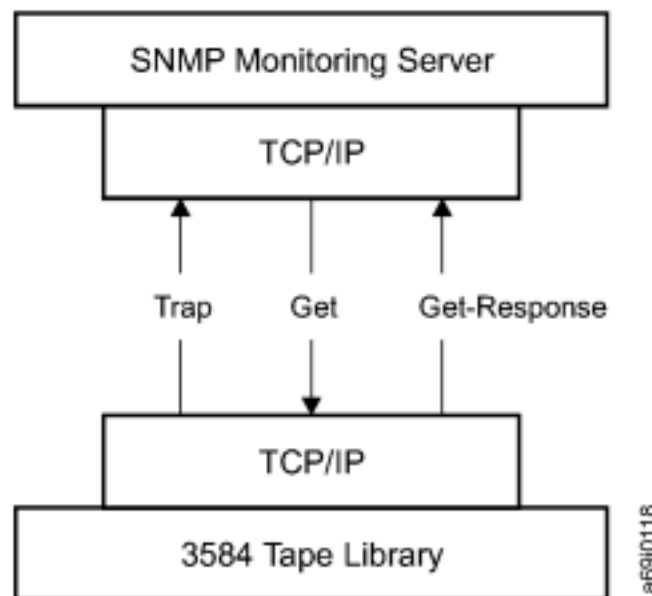 SNMP Monitoring Server
TCP/IP
Trap
Get
Get-Response
TCP/IP
3584 Tape Library
a69i0118